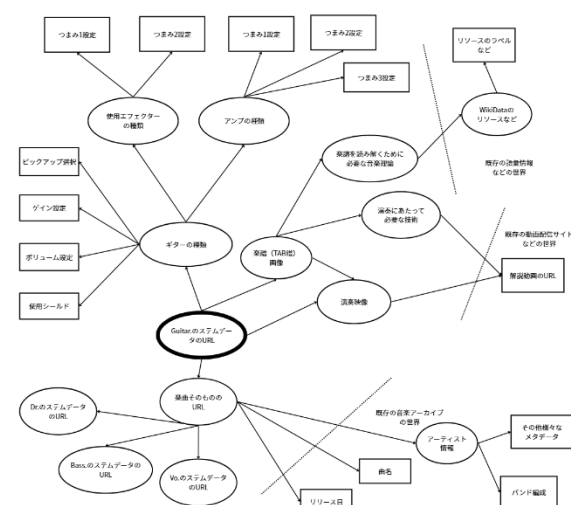 つまみ1設定
つまみ2設定
つまみ1設定
つまみ2設定
つまみ3設定
リソースのラベル
など
使用エフェクター
の種類
アンプの種類
WikiDataの
リソースなど
ピックアップ選択
楽譜を読み解くために
必要な音楽理論
既存の語彙情報
などの世界
ゲイン設定
演奏にあたって
必要な技術
ギターの種類
既存の動画配信サイト
などの世界
ボリューム設定
楽譜（TAB譜）
画像
解説動画のURL
使用シールド
演奏映像
Guitar.のステムデー
タのURL
楽曲そのものの
URL
Dr.のステムデータ
のURL
既存の音楽アーカイブ
の世界
アーティスト
情報
その他様々な
メタデータ
Bass.のステムデータの
URL
Vo.のステムデータ
のURL
曲名
バンド編成
リリース日